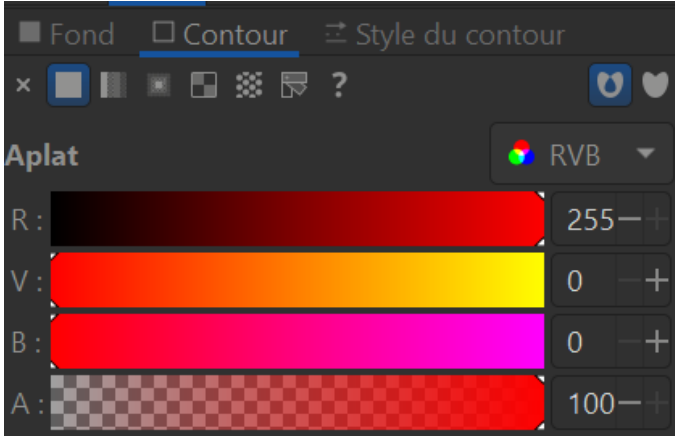 Fond Contour Style du contour
× ?
Aplat RVB
R : 255 − +
V : 0 − +
B : 0 − +
A : 100 − +